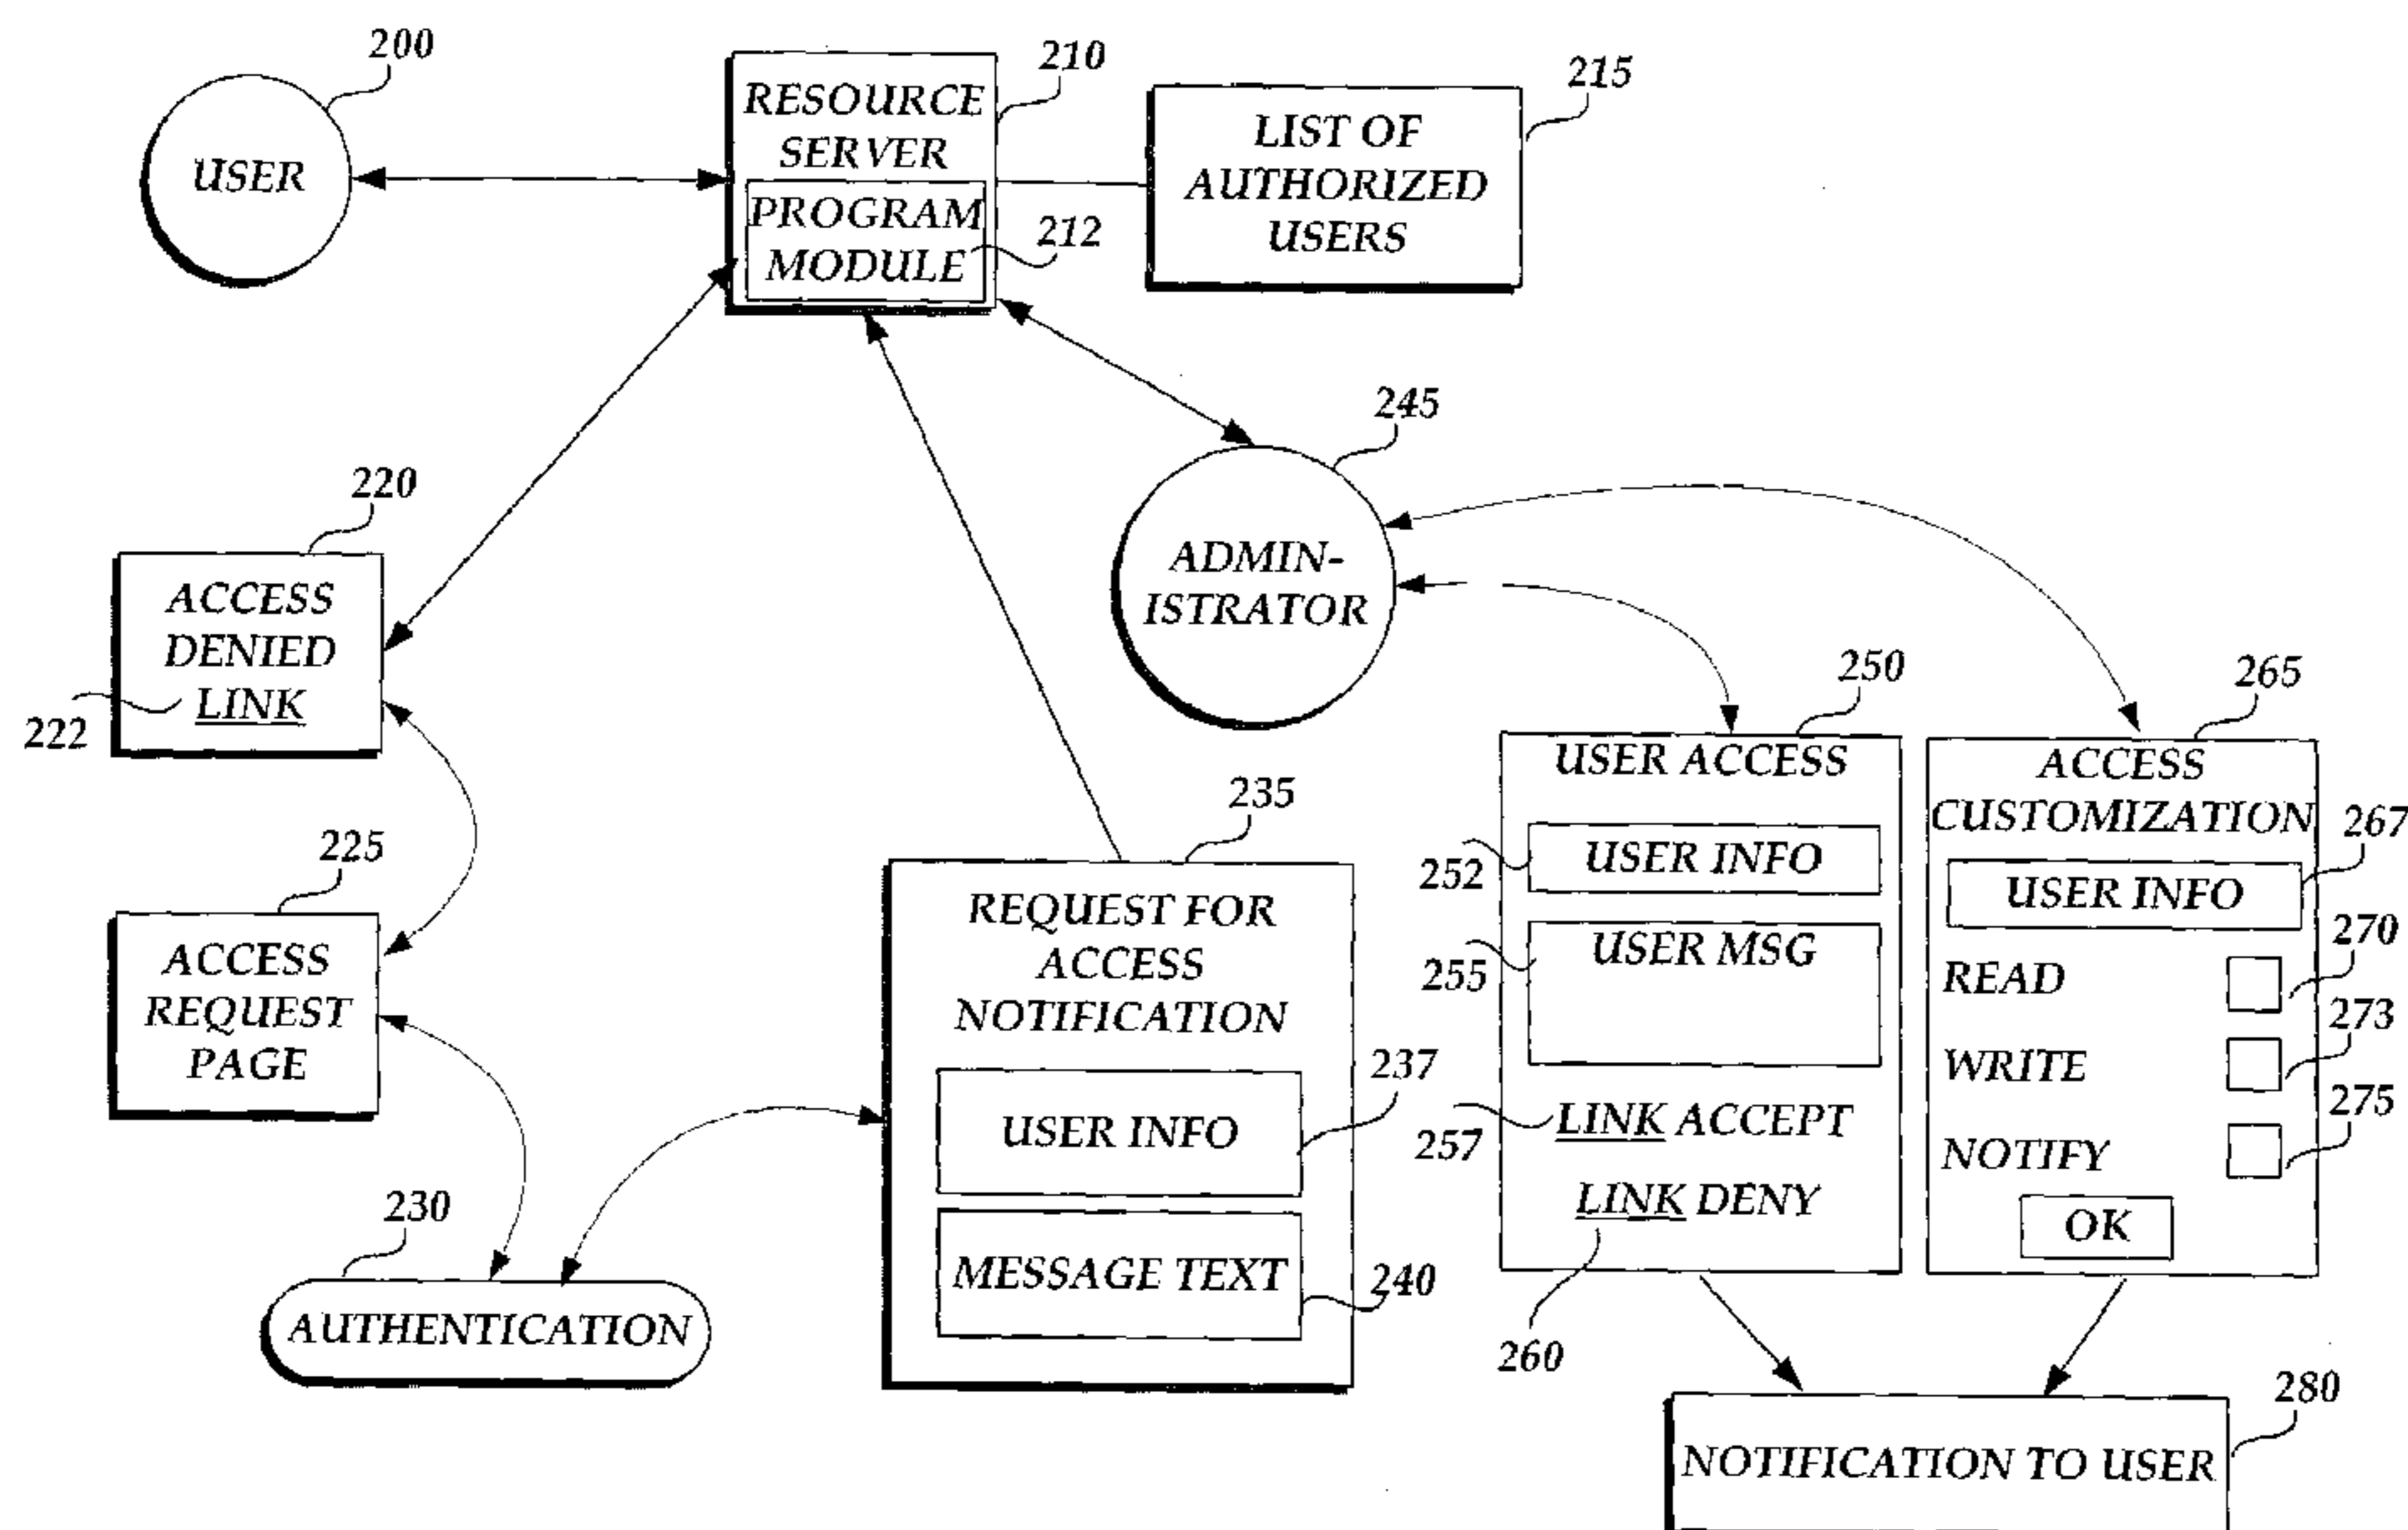 200
USER
210
RESOURCE
SERVER
PROGRAM
MODULE
212
215
LIST OF
AUTHORIZED
USERS
220
ACCESS
DENIED
LINK
222
225
ACCESS
REQUEST
PAGE
230
AUTHENTICATION
235
REQUEST FOR
ACCESS
NOTIFICATION
237
USER INFO
MESSAGE TEXT
240
245
ADMIN-
ISTRATOR
250
USER ACCESS
252
USER INFO
255
USER MSG
257
LINK ACCEPT
LINK DENY
260
265
ACCESS
CUSTOMIZATION
267
USER INFO
270
READ
273
WRITE
275
NOTIFY
OK
280
NOTIFICATION TO USER